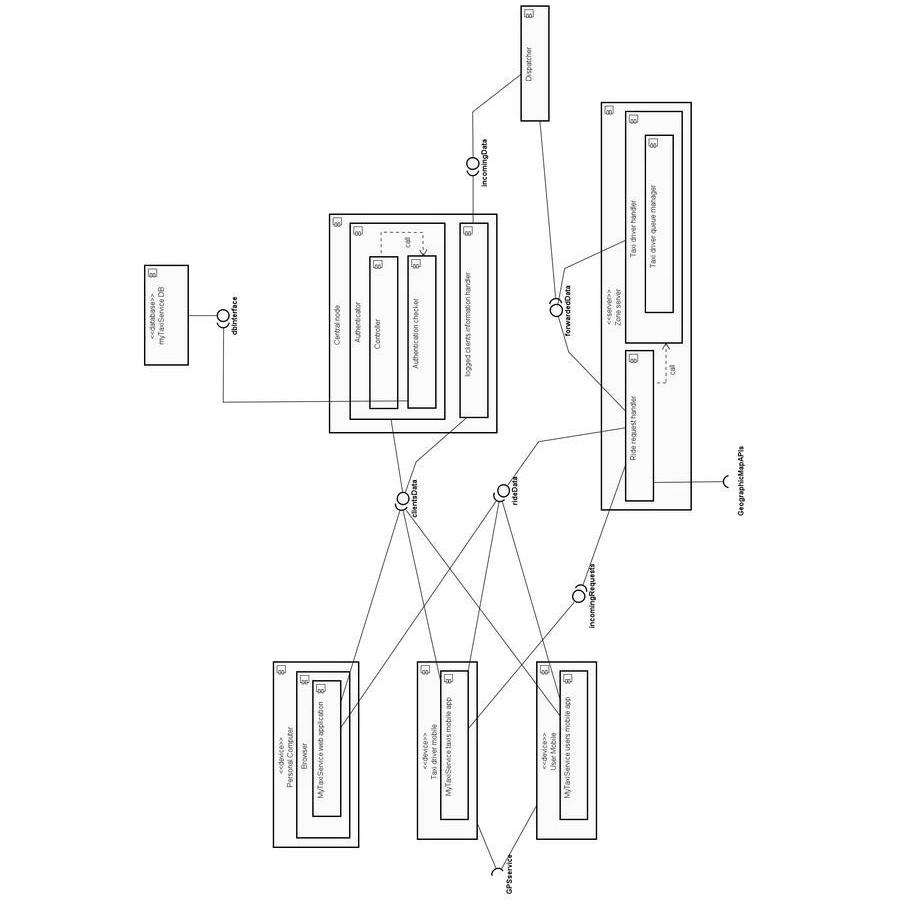 <<database>>
myTaxiService DB
dbInterface
Central node
Authenticator
Controller
Authentication checker
call
logged clients information handler
incomingData
Dispatcher
forwardedData
<<server>>
Zone server
Taxi driver handler
Taxi driver queue manager
call
Ride request handler
GeographicMapAPIs
clientsData
rideData
incomingRequests
<<device>>
Personal Computer
Browser
MyTaxiService web application
<<device>>
Taxi driver mobile
MyTaxiService taxis mobile app
<<device>>
User Mobile
MyTaxiService users mobile app
GPSservice